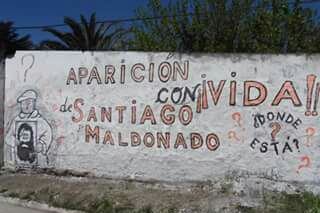 ?
APARICIÓN
CON ¡¡VIDA!!
de SANTIAGO
MALDONADO
¿DONDE
?
ESTÁ?
? ? ?